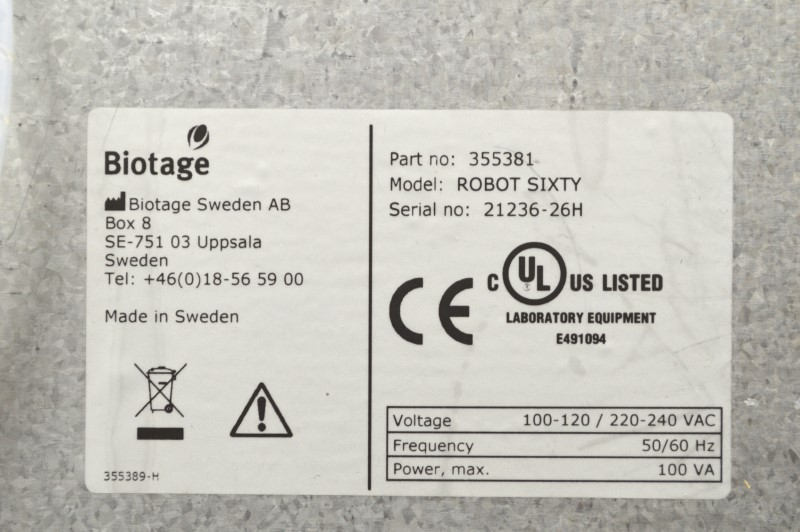 Biotage
Biotage Sweden AB
Box 8
SE-751 03 Uppsala
Sweden
Tel: +46(0)18-56 59 00
Made in Sweden
355389-H
Part no: 355381
Model: ROBOT SIXTY
Serial no: 21236-26H
CE
C UL US LISTED
LABORATORY EQUIPMENT
E491094
Voltage 100-120 / 220-240 VAC
Frequency 50/60 Hz
Power, max. 100 VA